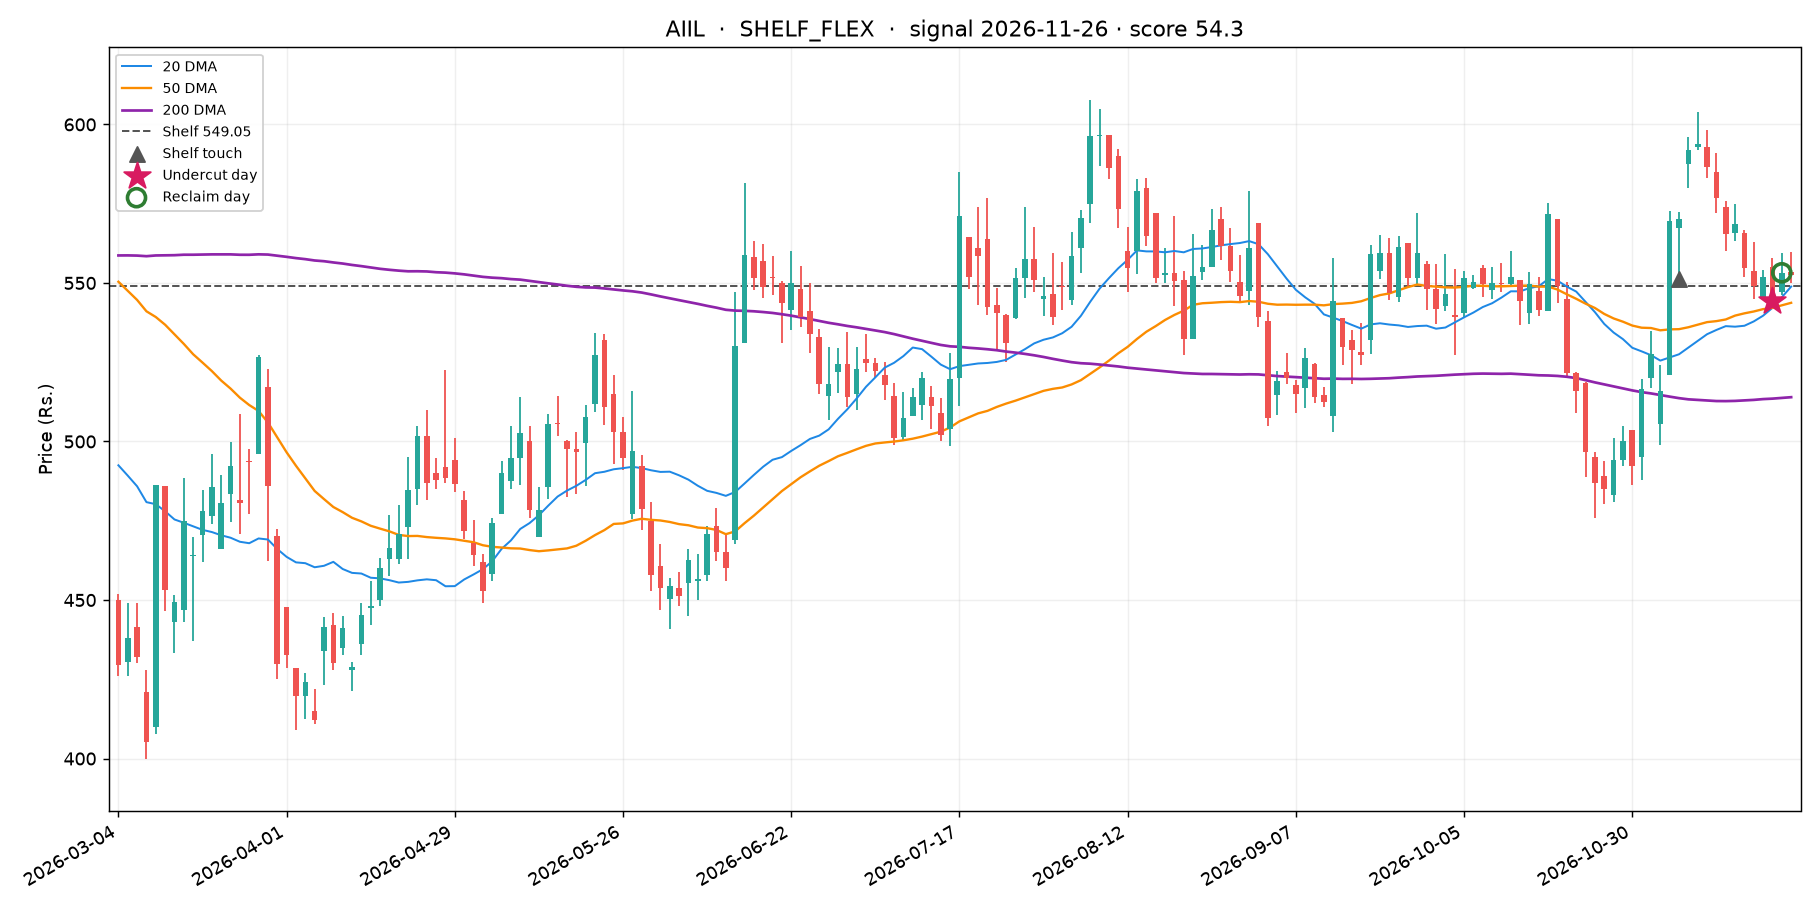 AIIL · SHELF_FLEX · signal 2026-11-26 · score 54.3
20 DMA
50 DMA
200 DMA
Shelf 549.05
Shelf touch
Undercut day
Reclaim day
Price (Rs.)
600
550
500
450
400
2026-03-04
2026-04-01
2026-04-29
2026-05-26
2026-06-22
2026-07-17
2026-08-12
2026-09-07
2026-10-05
2026-10-30